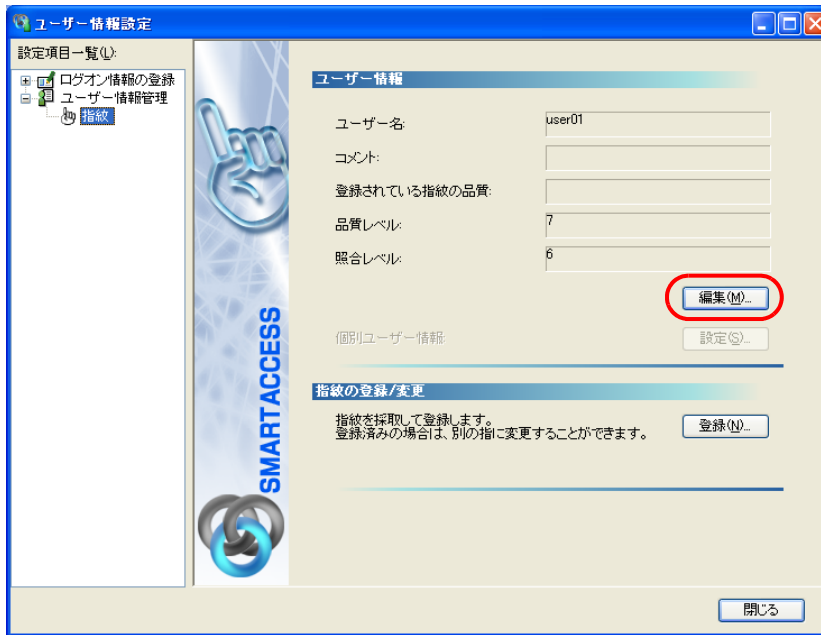 ユーザー情報設定
設定項目一覧(L):
ログオン情報の登録
ユーザー情報管理
指紋
SMARTACCESS
ユーザー情報
ユーザー名: user01
コメント:
登録されている指紋の品質:
品質レベル: 7
照合レベル: 6
編集(M)...
個別ユーザー情報: 設定(S)...
指紋の登録/変更
指紋を採取して登録します。
登録済みの場合は、別の指に変更することができます。
登録(N)...
閉じる